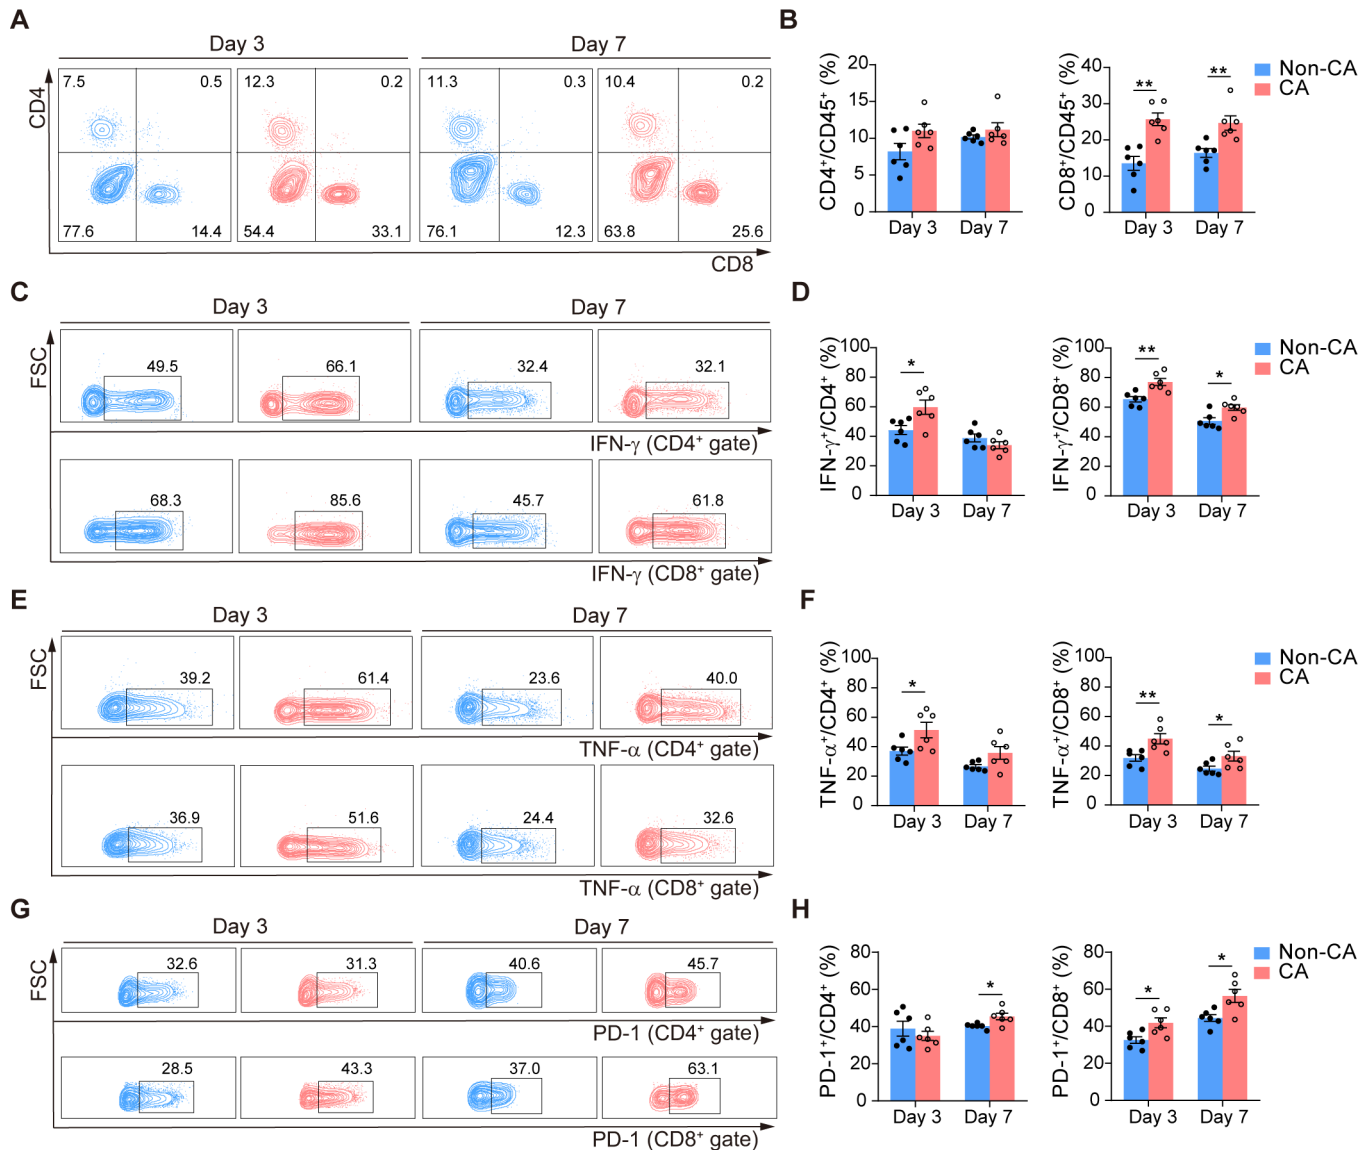 A
Day 3
Day 7
CD4
7.5
0.5
12.3
0.2
11.3
0.3
10.4
0.2
77.6
14.4
54.4
33.1
76.1
12.3
63.8
25.6
CD8
B
CD4⁺/CD45⁺ (%)
20
15
10
5
0
Day 3
Day 7
CD8⁺/CD45⁺ (%)
40
30
20
10
0
**
**
Day 3
Day 7
Non-CA
CA
C
Day 3
Day 7
FSC
49.5
66.1
32.4
32.1
IFN-γ (CD4⁺ gate)
68.3
85.6
45.7
61.8
IFN-γ (CD8⁺ gate)
D
IFN-γ⁺/CD4⁺ (%)
100
80
60
40
20
0
*
Day 3
Day 7
IFN-γ⁺/CD8⁺ (%)
100
80
60
40
20
0
**
*
Day 3
Day 7
Non-CA
CA
E
Day 3
Day 7
FSC
39.2
61.4
23.6
40.0
TNF-α (CD4⁺ gate)
36.9
51.6
24.4
32.6
TNF-α (CD8⁺ gate)
F
TNF-α⁺/CD4⁺ (%)
100
80
60
40
20
0
*
Day 3
Day 7
TNF-α⁺/CD8⁺ (%)
100
80
60
40
20
0
**
*
Day 3
Day 7
Non-CA
CA
G
Day 3
Day 7
FSC
32.6
31.3
40.6
45.7
PD-1 (CD4⁺ gate)
28.5
43.3
37.0
63.1
PD-1 (CD8⁺ gate)
H
PD-1⁺/CD4⁺ (%)
80
60
40
20
0
*
Day 3
Day 7
PD-1⁺/CD8⁺ (%)
80
60
40
20
0
*
*
Day 3
Day 7
Non-CA
CA